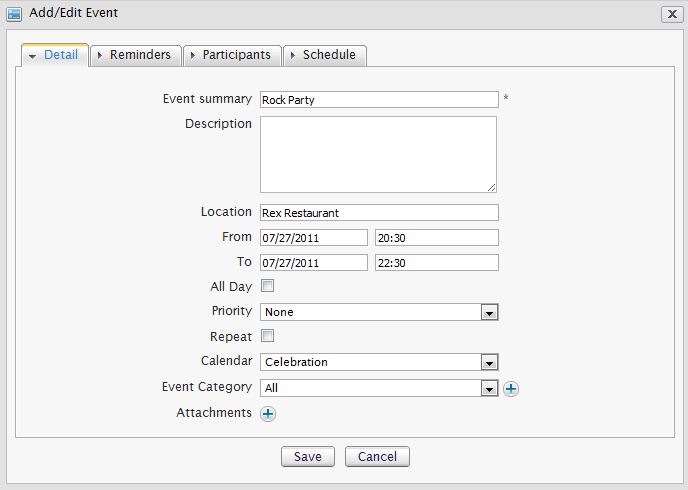 Add/Edit Event
Detail Reminders Participants Schedule
Event summary Rock Party *
Description
Location Rex Restaurant
From 07/27/2011 20:30
To 07/27/2011 22:30
All Day
Priority None
Repeat
Calendar Celebration
Event Category All
Attachments
Save Cancel